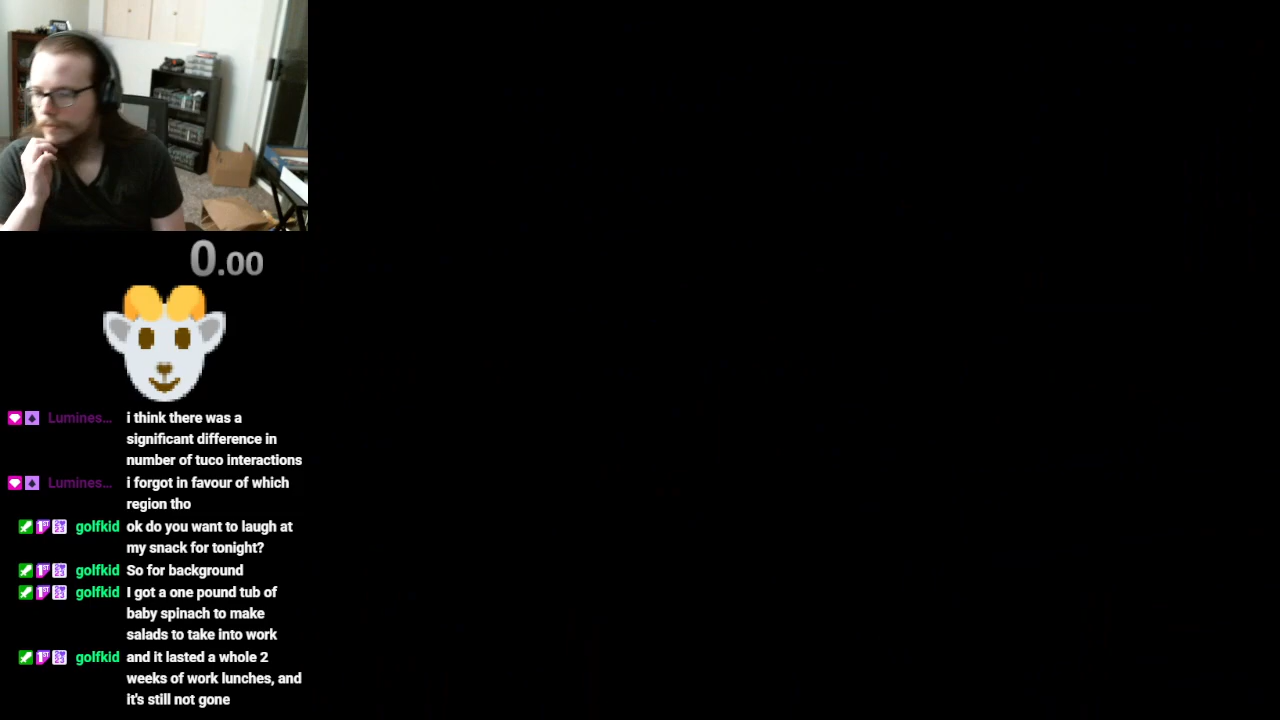 0.00
Lumines... i think there was a
significant difference in
number of tuco interactions
Lumines... i forgot in favour of which
region tho
golfkid ok do you want to laugh at
my snack for tonight?
golfkid So for background
golfkid I got a one pound tub of
baby spinach to make
salads to take into work
golfkid and it lasted a whole 2
weeks of work lunches, and
it's still not gone